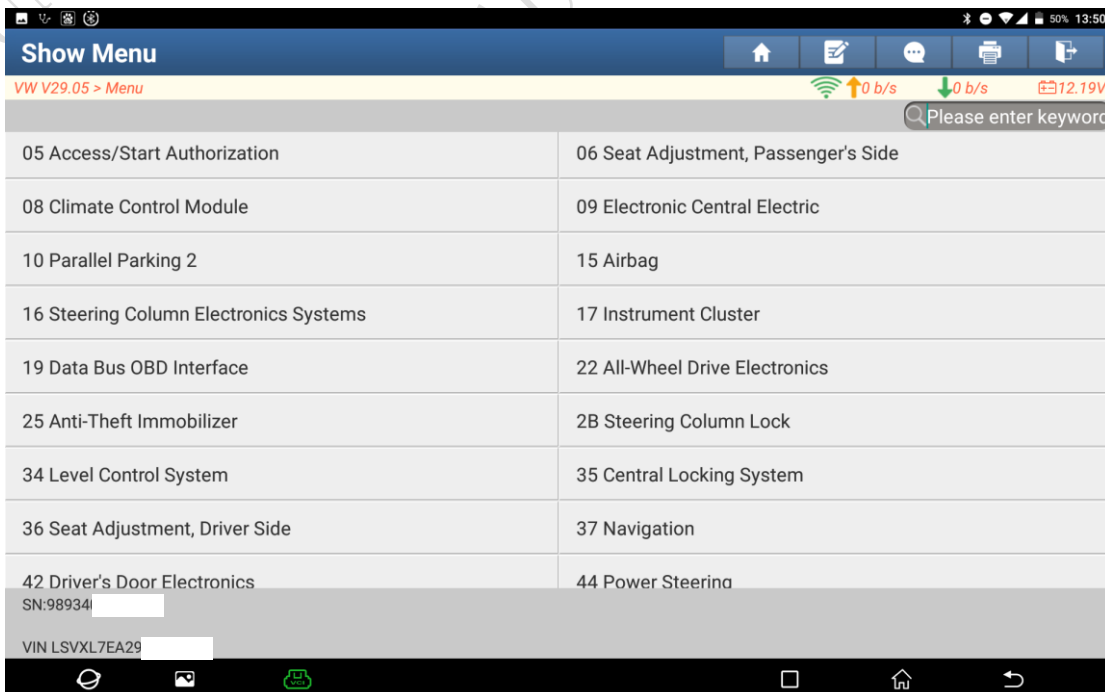 50% 13:50
Show Menu
VW V29.05 > Menu
0 b/s 0 b/s 12.19V
Please enter keyword
05 Access/Start Authorization
06 Seat Adjustment, Passenger's Side
08 Climate Control Module
09 Electronic Central Electric
10 Parallel Parking 2
15 Airbag
16 Steering Column Electronics Systems
17 Instrument Cluster
19 Data Bus OBD Interface
22 All-Wheel Drive Electronics
25 Anti-Theft Immobilizer
2B Steering Column Lock
34 Level Control System
35 Central Locking System
36 Seat Adjustment, Driver Side
37 Navigation
42 Driver's Door Electronics
44 Power Steering
SN:98934
VIN LSVXL7EA29
VCI